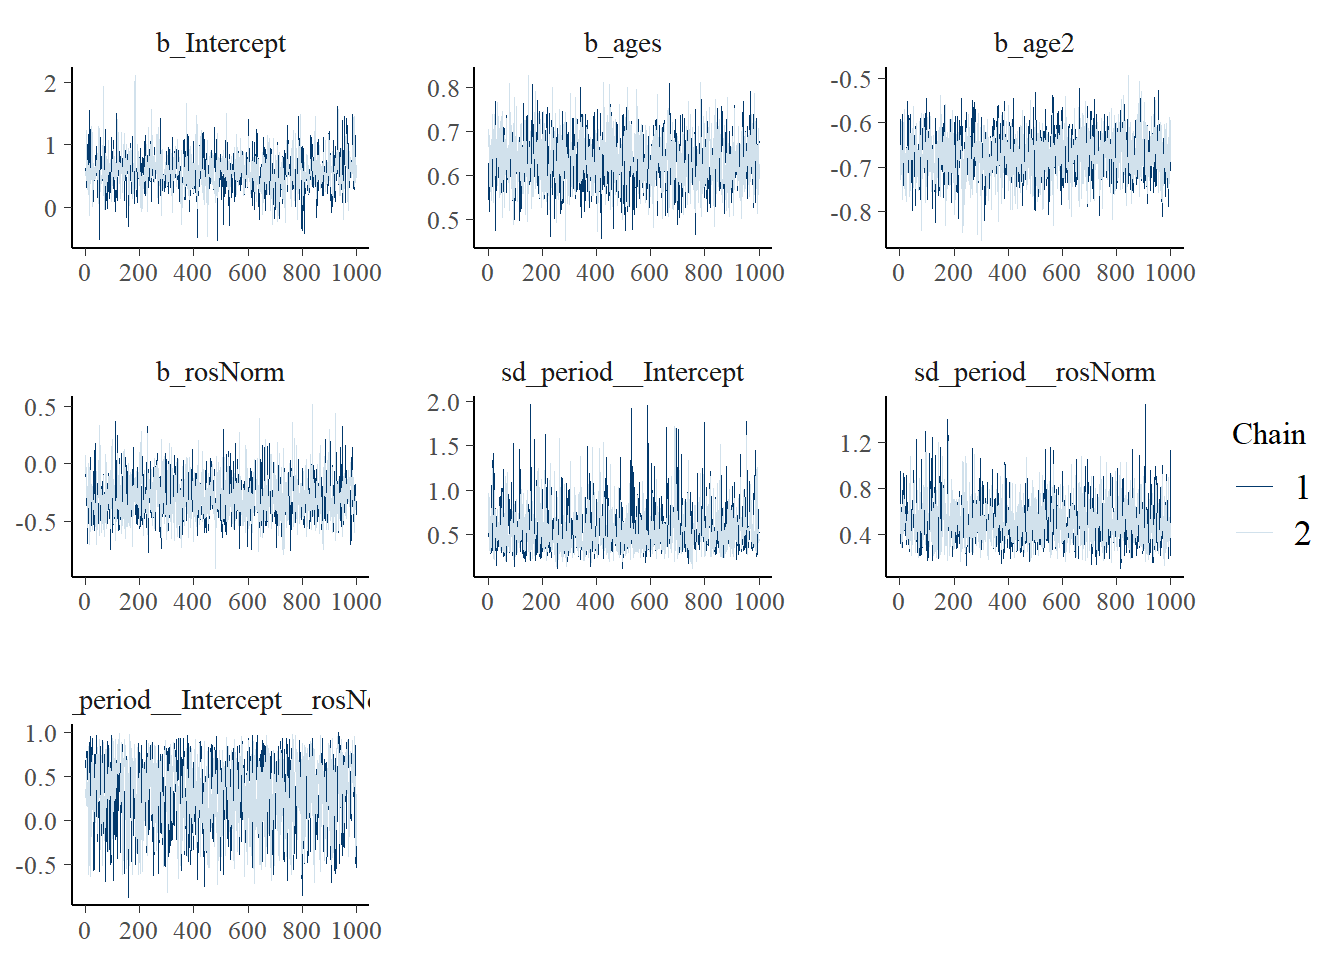 b_Intercept b_ages b_age2
2 1 0
0.8 0.7 0.6 0.5
-0.5 -0.6 -0.7 -0.8
0 200 400 600 800 1000 0 200 400 600 800 1000 0 200 400 600 800 1000
b_rosNorm sd_period__Intercept sd_period__rosNorm
0.5 0.0 -0.5
2.0 1.5 1.0 0.5
1.2 0.8 0.4
0 200 400 600 800 1000 0 200 400 600 800 1000 0 200 400 600 800 1000
Chain
1
2
_period__Intercept__rosN
1.0 0.5 0.0 -0.5
0 200 400 600 800 1000